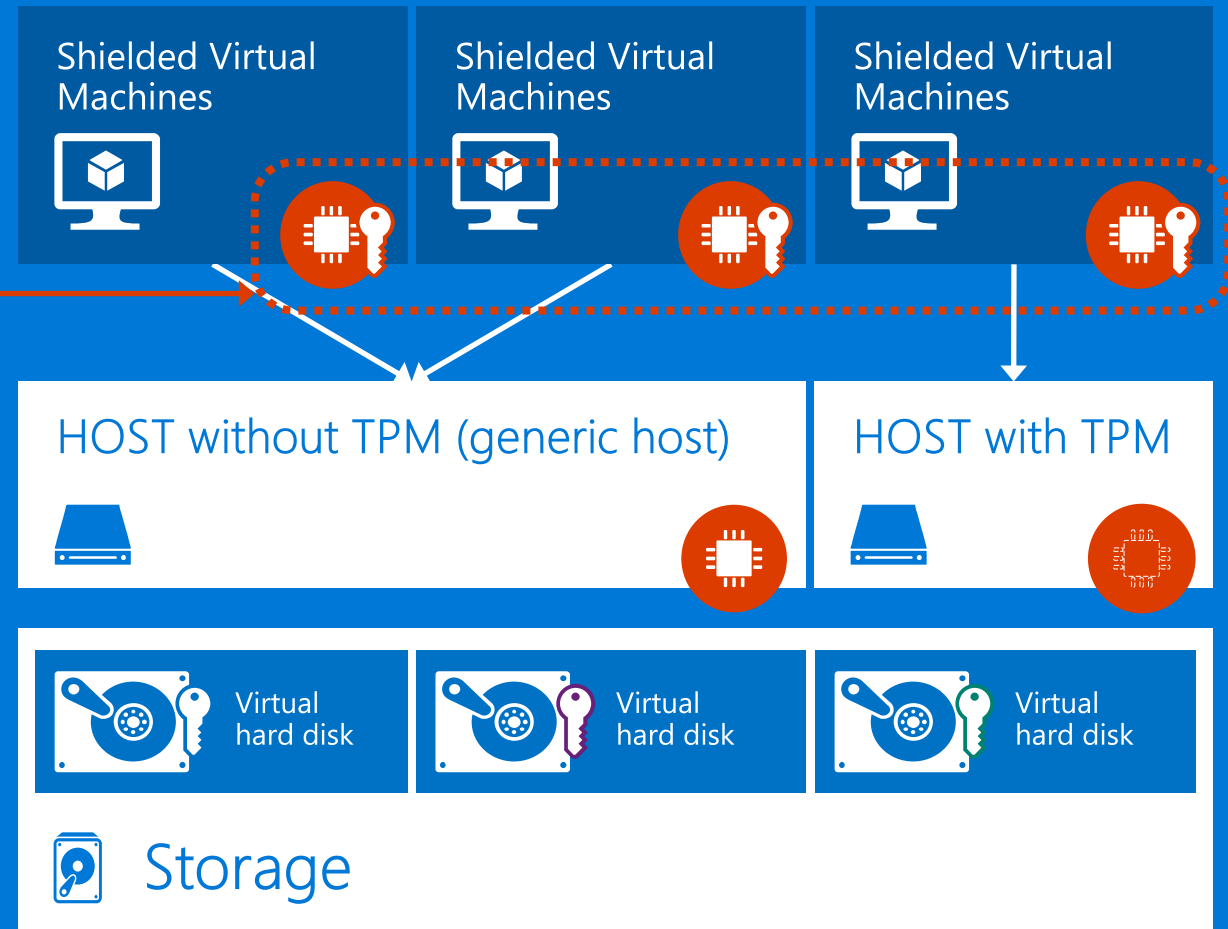 Shielded Virtual
Machines
Shielded Virtual
Machines
Shielded Virtual
Machines
HOST without TPM (generic host)
HOST with TPM
Virtual
hard disk
Virtual
hard disk
Virtual
hard disk
Storage